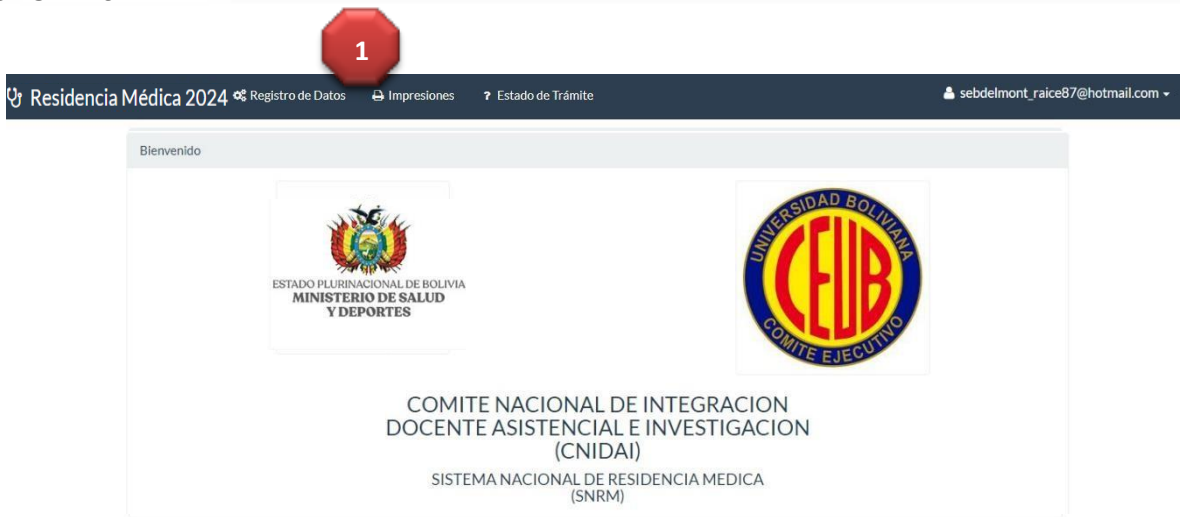 1
Residencia Médica 2024 Registro de Datos Impresiones ? Estado de Trámite sebdelmont_raice87@hotmail.com
Bienvenido
ESTADO PLURINACIONAL DE BOLIVIA
MINISTERIO DE SALUD
Y DEPORTES
UNIVERSIDAD BOLIVIANA
CEUB
COMITE EJECUTIVO
COMITE NACIONAL DE INTEGRACION
DOCENTE ASISTENCIAL E INVESTIGACION
(CNIDAI)
SISTEMA NACIONAL DE RESIDENCIA MEDICA
(SNRM)